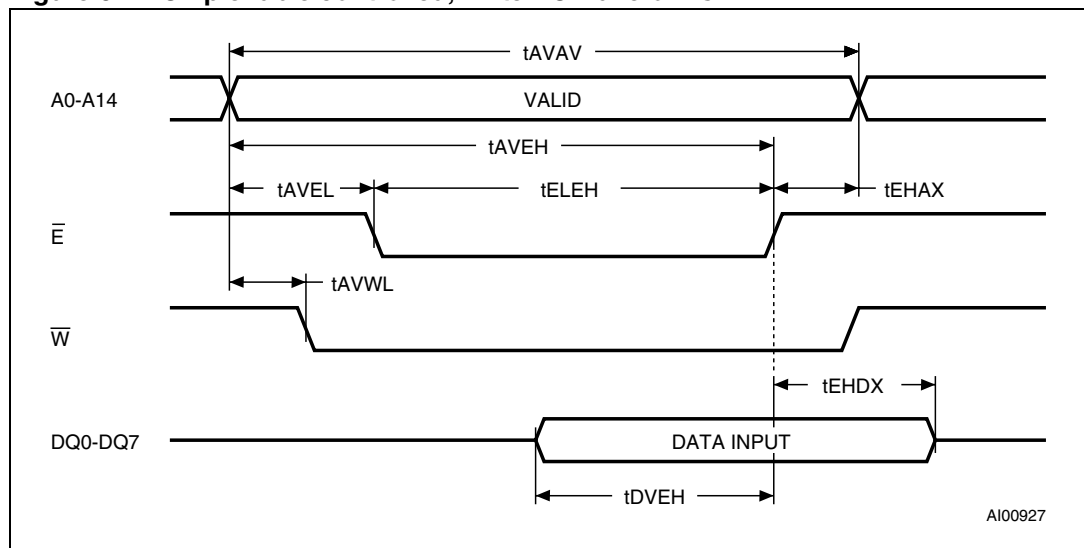 tAVAV
A0-A14
VALID
tAVEH
tAVEL
tELEH
tEHAX
E̅
tAVWL
W̅
tEHDX
DQ0-DQ7
DATA INPUT
tDVEH
AI00927